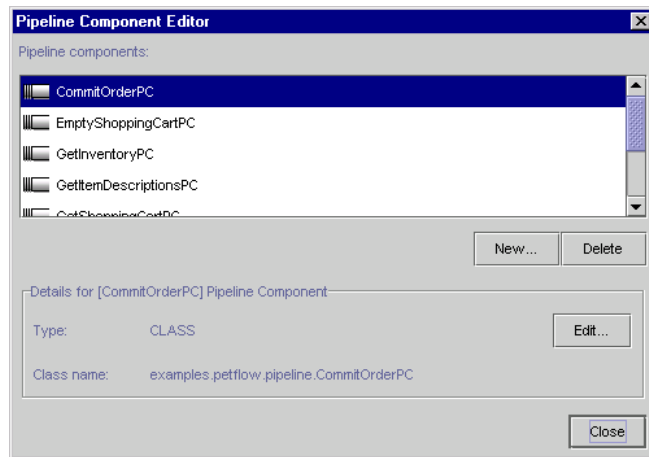 Pipeline Component Editor
Pipeline components:
CommitOrderPC
EmptyShoppingCartPC
GetInventoryPC
GetItemDescriptionsPC
GetShoppingCartPC
New... Delete
Details for [CommitOrderPC] Pipeline Component
Type: CLASS Edit...
Class name: examples.petflow.pipeline.CommitOrderPC
Close